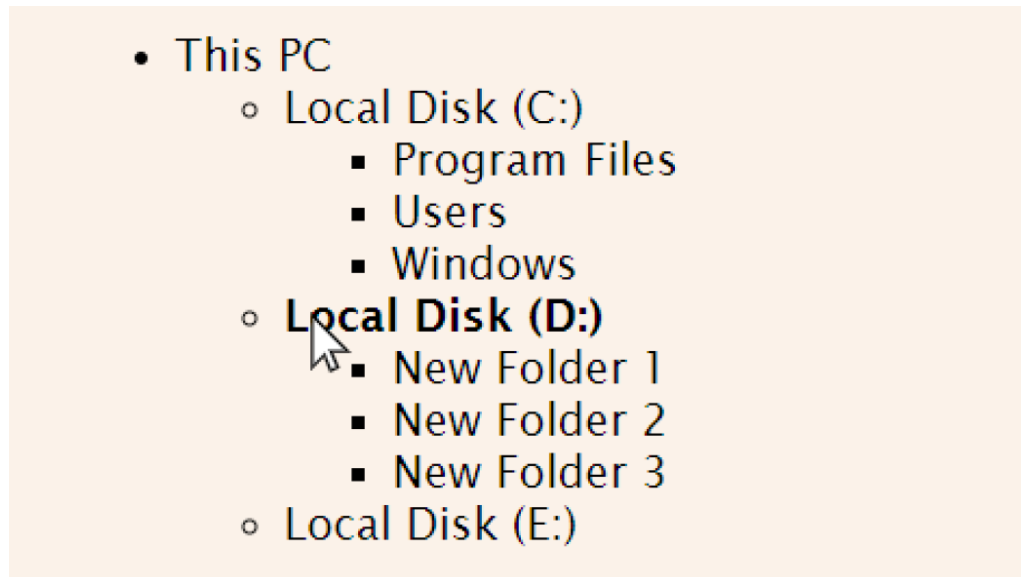 This PC
Local Disk (C:)
Program Files
Users
Windows
Local Disk (D:)
New Folder 1
New Folder 2
New Folder 3
Local Disk (E:)